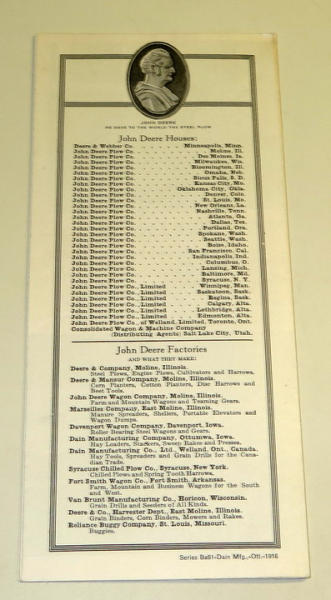 JOHN DEERE
HE GAVE TO THE WORLD THE STEEL PLOW
John Deere Houses:
Deere & Webber Co. Minneapolis, Minn.
John Deere Plow Co. Moline, Ill.
John Deere Plow Co. Des Moines, Ia.
John Deere Plow Co. Milwaukee, Wis.
John Deere Plow Co. Bloomington, Ill.
John Deere Plow Co. Omaha, Neb.
John Deere Plow Co. Sioux Falls, S. D.
John Deere Plow Co. Kansas City, Mo.
John Deere Plow Co. Oklahoma City, Okla.
John Deere Plow Co. Denver, Colo.
John Deere Plow Co. St. Louis, Mo.
John Deere Plow Co. New Orleans, La.
John Deere Plow Co. Nashville, Tenn.
John Deere Plow Co. Atlanta, Ga.
John Deere Plow Co. Dallas, Tex.
John Deere Plow Co. Portland, Ore.
John Deere Plow Co. Spokane, Wash.
John Deere Plow Co. Seattle, Wash.
John Deere Plow Co. Boise, Idaho.
John Deere Plow Co. San Francisco, Cal.
John Deere Plow Co. Indianapolis, Ind.
John Deere Plow Co. Columbus, O.
John Deere Plow Co. Lansing, Mich.
John Deere Plow Co. Baltimore, Md.
John Deere Plow Co. Syracuse, N. Y.
John Deere Plow Co., Limited Winnipeg, Man.
John Deere Plow Co., Limited Saskatoon, Sask.
John Deere Plow Co., Limited Regina, Sask.
John Deere Plow Co., Limited Calgary, Alta.
John Deere Plow Co., Limited Lethbridge, Alta.
John Deere Plow Co., Limited Edmonton, Alta.
John Deere Plow Co. of Welland, Limited, Toronto, Ont.
Consolidated Wagon & Machine Company
(Distributing Agents) Salt Lake City, Utah.
John Deere Factories
AND WHAT THEY MAKE:
Deere & Company, Moline, Illinois.
Steel Plows, Engine Plows, Cultivators and Harrows.
Deere & Mansur Company, Moline, Illinois.
Corn Planters, Cotton Planters, Disc Harrows and
Beet Tools.
John Deere Wagon Company, Moline, Illinois.
Farm and Mountain Wagons and Teaming Gears.
Marseilles Company, East Moline, Illinois.
Manure Spreaders, Shellers, Portable Elevators and
Wagon Dumps.
Davenport Wagon Company, Davenport, Iowa.
Roller Bearing Steel Wagons and Gears.
Dain Manufacturing Company, Ottumwa, Iowa.
Hay Loaders, Stackers, Sweep Rakes and Presses.
Dain Manufacturing Co., Ltd., Welland, Ont., Canada.
Hay Tools, Spreaders and Grain Drills for the Cana-
dian Trade.
Syracuse Chilled Plow Co., Syracuse, New York.
Chilled Plows and Spring Tooth Harrows.
Fort Smith Wagon Co., Fort Smith, Arkansas.
Farm, Mountain and Business Wagons for the South
and West.
Van Brunt Manufacturing Co., Horicon, Wisconsin.
Grain Drills and Seeders of All Kinds.
Deere & Co., Harvester Dept., East Moline, Illinois.
Grain Binders, Corn Binders, Mowers and Rakes.
Reliance Buggy Company, St. Louis, Missouri.
Buggies.
Mfg.,-Ott.-1916